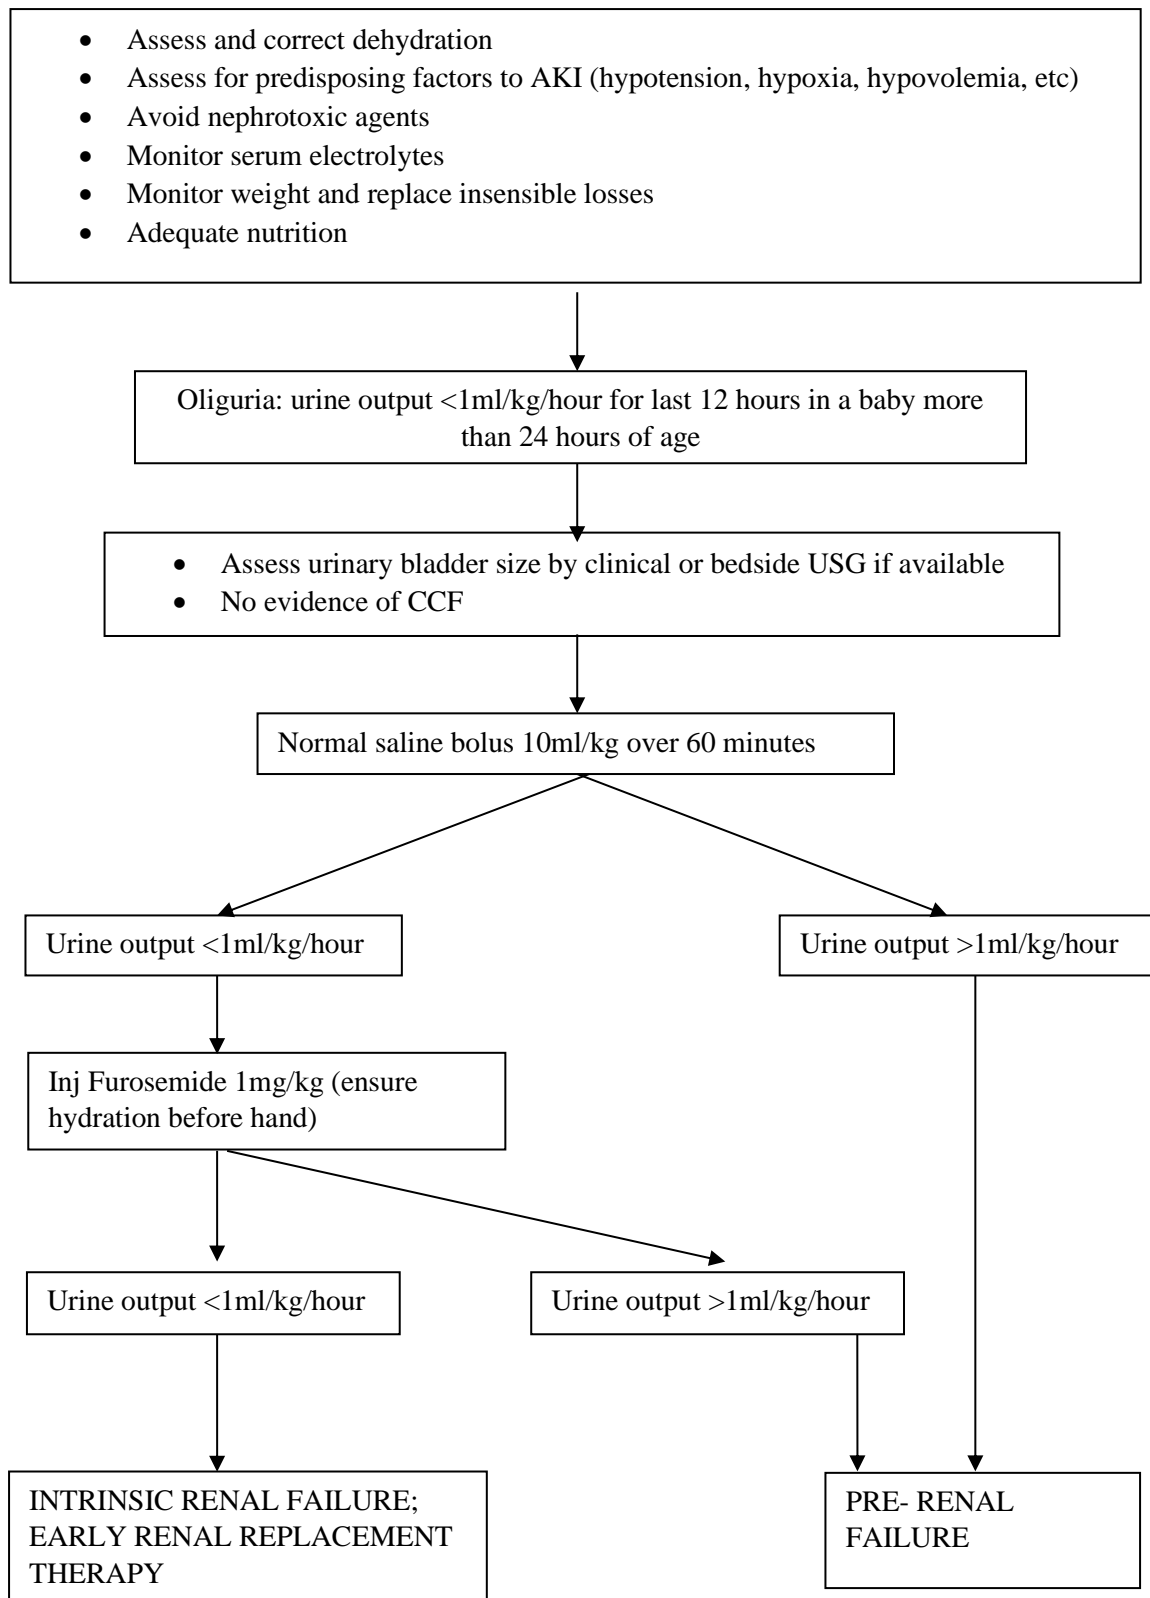 • Assess and correct dehydration
• Assess for predisposing factors to AKI (hypotension, hypoxia, hypovolemia, etc)
• Avoid nephrotoxic agents
• Monitor serum electrolytes
• Monitor weight and replace insensible losses
• Adequate nutrition
Oliguria: urine output <1ml/kg/hour for last 12 hours in a baby more
than 24 hours of age
• Assess urinary bladder size by clinical or bedside USG if available
• No evidence of CCF
Normal saline bolus 10ml/kg over 60 minutes
Urine output <1ml/kg/hour
Urine output >1ml/kg/hour
Inj Furosemide 1mg/kg (ensure
hydration before hand)
Urine output <1ml/kg/hour
Urine output >1ml/kg/hour
INTRINSIC RENAL FAILURE;
EARLY RENAL REPLACEMENT
THERAPY
PRE- RENAL
FAILURE